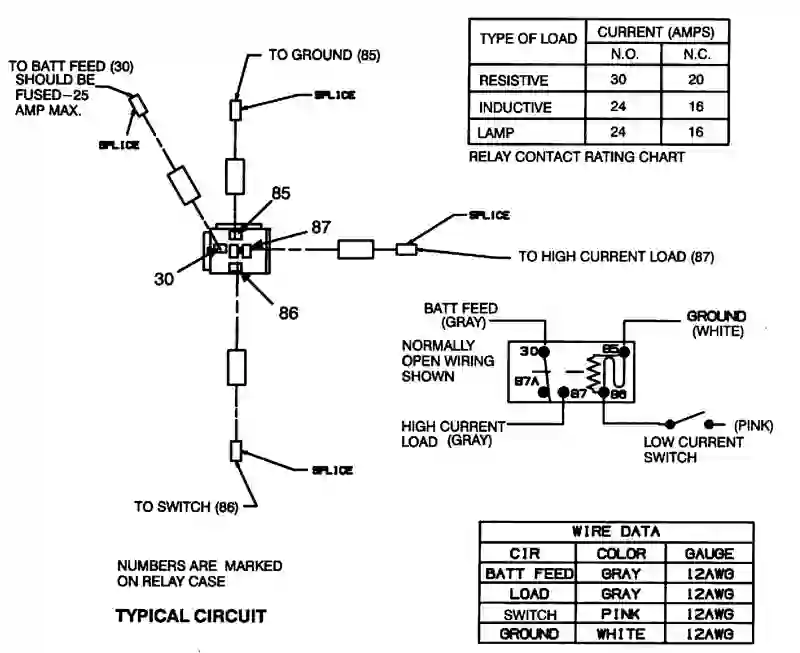 TO BATT FEED (30)
SHOULD BE
FUSED-25
AMP MAX.
SPLICE
TO GROUND (85)
SPLICE
TYPE OF LOAD
CURRENT (AMPS)
N.O. N.C.
RESISTIVE 30 20
INDUCTIVE 24 16
LAMP 24 16
RELAY CONTACT RATING CHART
85
87
30
86
SPLICE
TO HIGH CURRENT LOAD (87)
BATT FEED
(GRAY)
GROUND
(WHITE)
NORMALLY
OPEN WIRING
SHOWN
30 85
87A 87 86
HIGH CURRENT
LOAD (GRAY)
(PINK)
LOW CURRENT
SWITCH
SPLICE
TO SWITCH (86)
NUMBERS ARE MARKED
ON RELAY CASE
TYPICAL CIRCUIT
WIRE DATA
CIR COLOR GAUGE
BATT FEED GRAY 12AWG
LOAD GRAY 12AWG
SWITCH PINK 12AWG
GROUND WHITE 12AWG